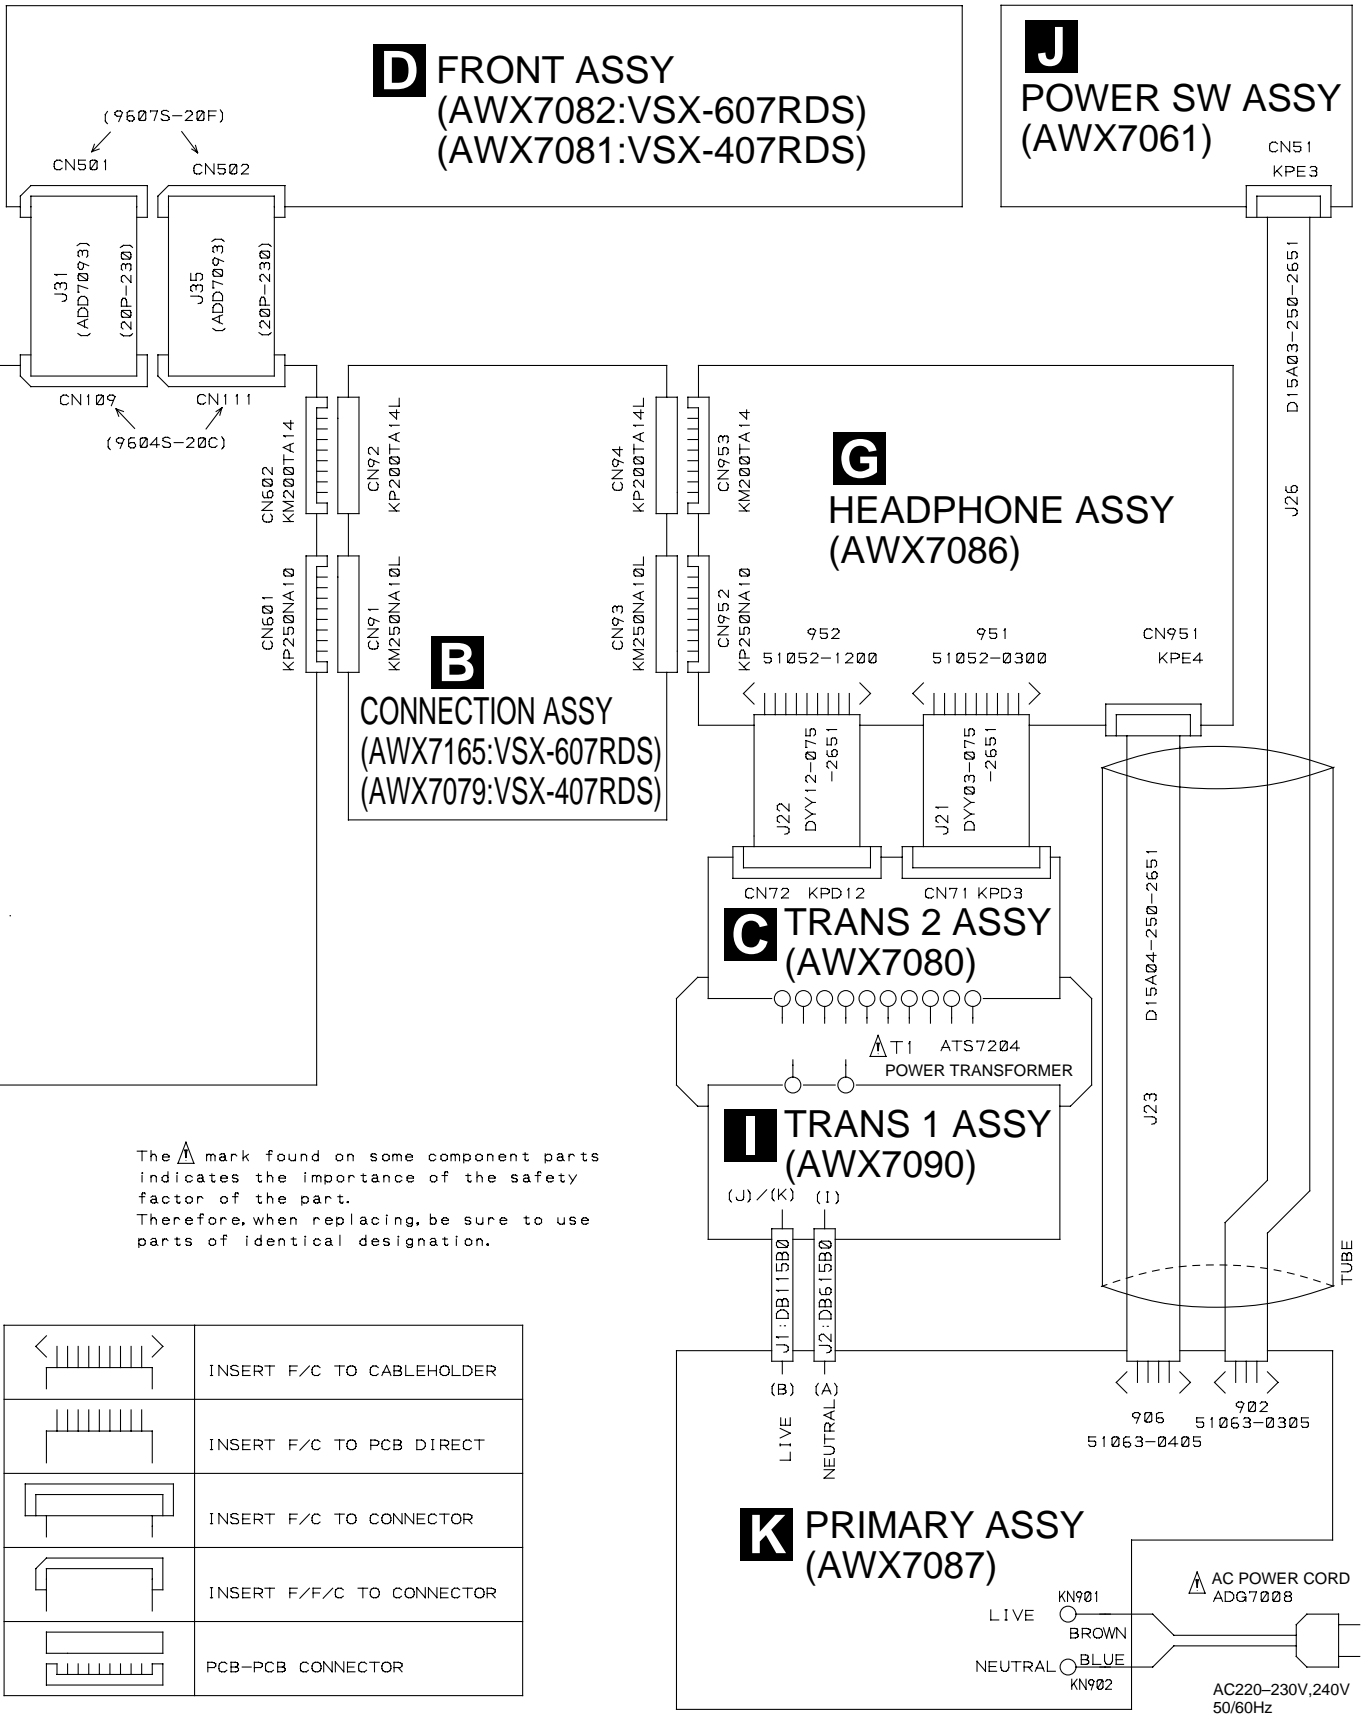 D FRONT ASSY
(AWX7082:VSX-607RDS)
(AWX7081:VSX-407RDS)
(9607S-20F)
CN501
CN502
J31
(ADD7093)
(20P-230)
J35
(ADD7093)
(20P-230)
CN109
CN111
(9604S-20C)
J
POWER SW ASSY
(AWX7061)
CN51
KPE3
D15A03-250-2651
J26
CN602
KM200TA14
CN92
KP200TA14L
CN94
KP200TA14L
CN953
KM200TA14
CN601
KP250NA10
CN91
KM250NA10L
CN93
KM250NA10L
CN952
KP250NA10
G
HEADPHONE ASSY
(AWX7086)
B
CONNECTION ASSY
(AWX7165:VSX-607RDS)
(AWX7079:VSX-407RDS)
952
51052-1200
951
51052-0300
CN951
KPE4
J22
DYY12-075
-2651
J21
DYY03-075
-2651
CN72 KPD12
CN71 KPD3
C TRANS 2 ASSY
(AWX7080)
D15A04-250-2651
J23
T1 ATS7204
POWER TRANSFORMER
I TRANS 1 ASSY
(AWX7090)
(J)/(K) (I)
J1:DB115B0
J2:DB615B0
TUBE
The ⚠ mark found on some component parts
indicates the importance of the safety
factor of the part.
Therefore, when replacing, be sure to use
parts of identical designation.
(B) (A)
LIVE
NEUTRAL
906
51063-0405
902
51063-0305
INSERT F/C TO CABLEHOLDER
INSERT F/C TO PCB DIRECT
INSERT F/C TO CONNECTOR
INSERT F/F/C TO CONNECTOR
PCB-PCB CONNECTOR
K PRIMARY ASSY
(AWX7087)
LIVE
KN901
BROWN
NEUTRAL
BLUE
KN902
AC POWER CORD
ADG7008
AC220–230V,240V
50/60Hz